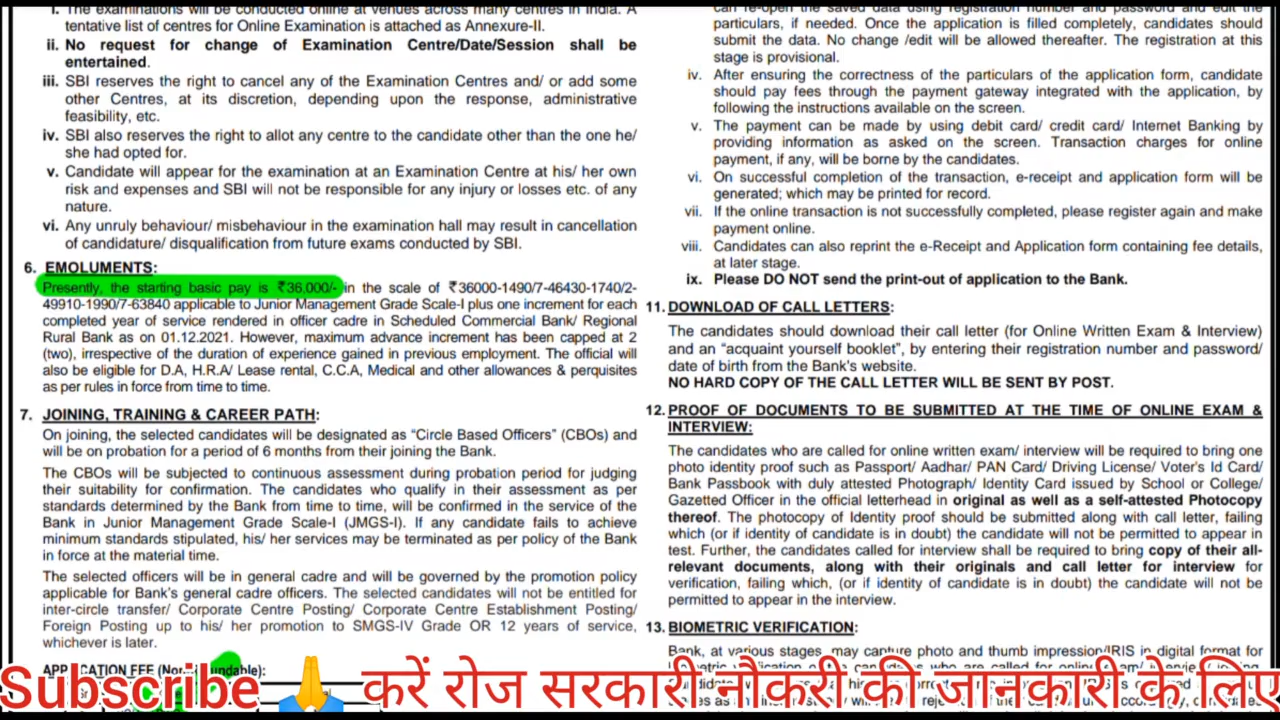 i. The examinations will be conducted online at venues across many centres in India. A
tentative list of centres for Online Examination is attached as Annexure-II.
ii. No request for change of Examination Centre/Date/Session shall be
entertained.
iii. SBI reserves the right to cancel any of the Examination Centres and/ or add some
other Centres, at its discretion, depending upon the response, administrative
feasibility, etc.
iv. SBI also reserves the right to allot any centre to the candidate other than the one he/
she had opted for.
v. Candidate will appear for the examination at an Examination Centre at his/ her own
risk and expenses and SBI will not be responsible for any injury or losses etc. of any
nature.
vi. Any unruly behaviour/ misbehaviour in the examination hall may result in cancellation
of candidature/ disqualification from future exams conducted by SBI.
6. EMOLUMENTS:
Presently, the starting basic pay is ₹36,000/- in the scale of ₹36000-1490/7-46430-1740/2-
49910-1990/7-63840 applicable to Junior Management Grade Scale-I plus one increment for each
completed year of service rendered in officer cadre in Scheduled Commercial Bank/ Regional
Rural Bank as on 01.12.2021. However, maximum advance increment has been capped at 2
(two), irrespective of the duration of experience gained in previous employment. The official will
also be eligible for D.A, H.R.A/ Lease rental, C.C.A, Medical and other allowances & perquisites
as per rules in force from time to time.
7. JOINING, TRAINING & CAREER PATH:
On joining, the selected candidates will be designated as “Circle Based Officers” (CBOs) and
will be on probation for a period of 6 months from their joining the Bank.
The CBOs will be subjected to continuous assessment during probation period for judging
their suitability for confirmation. The candidates who qualify in their assessment as per
standards determined by the Bank from time to time, will be confirmed in the service of the
Bank in Junior Management Grade Scale-I (JMGS-I). If any candidate fails to achieve
minimum standards stipulated, his/ her services may be terminated as per policy of the Bank
in force at the material time.
The selected officers will be in general cadre and will be governed by the promotion policy
applicable for Bank’s general cadre officers. The selected candidates will not be entitled for
inter-circle transfer/ Corporate Centre Posting/ Corporate Centre Establishment Posting/
Foreign Posting up to his/ her promotion to SMGS-IV Grade OR 12 years of service,
whichever is later.
APPLICATION FEE
can re-open the saved data using registration number and password and edit the
particulars, if needed. Once the application is filled completely, candidates should
submit the data. No change /edit will be allowed thereafter. The registration at this
stage is provisional.
iv. After ensuring the correctness of the particulars of the application form, candidate
should pay fees through the payment gateway integrated with the application, by
following the instructions available on the screen.
v. The payment can be made by using debit card/ credit card/ Internet Banking by
providing information as asked on the screen. Transaction charges for online
payment, if any, will be borne by the candidates.
vi. On successful completion of the transaction, e-receipt and application form will be
generated; which may be printed for record.
vii. If the online transaction is not successfully completed, please register again and make
payment online.
viii. Candidates can also reprint the e-Receipt and Application form containing fee details,
at later stage.
ix. Please DO NOT send the print-out of application to the Bank.
11. DOWNLOAD OF CALL LETTERS:
The candidates should download their call letter (for Online Written Exam & Interview)
and an “acquaint yourself booklet”, by entering their registration number and password/
date of birth from the Bank’s website.
NO HARD COPY OF THE CALL LETTER WILL BE SENT BY POST.
12. PROOF OF DOCUMENTS TO BE SUBMITTED AT THE TIME OF ONLINE EXAM &
INTERVIEW:
The candidates who are called for online written exam/ interview will be required to bring one
photo identity proof such as Passport/ Aadhar/ PAN Card/ Driving License/ Voter’s Id Card/
Bank Passbook with duly attested Photograph/ Identity Card issued by School or College/
Gazetted Officer in the official letterhead in original as well as a self-attested Photocopy
thereof. The photocopy of Identity proof should be submitted along with call letter, failing
which (or if identity of candidate is in doubt) the candidate will not be permitted to appear in
test. Further, the candidates called for interview shall be required to bring copy of their all-
relevant documents, along with their originals and call letter for interview for
verification, failing which, (or if identity of candidate is in doubt) the candidate will not be
permitted to appear in the interview.
13. BIOMETRIC VERIFICATION:
Bank, at various stages, may capture photo and thumb impression/IRIS in digital format for
Subscribe 🙏 करें रोज सरकारी नौकरी की जानकारी के लिए